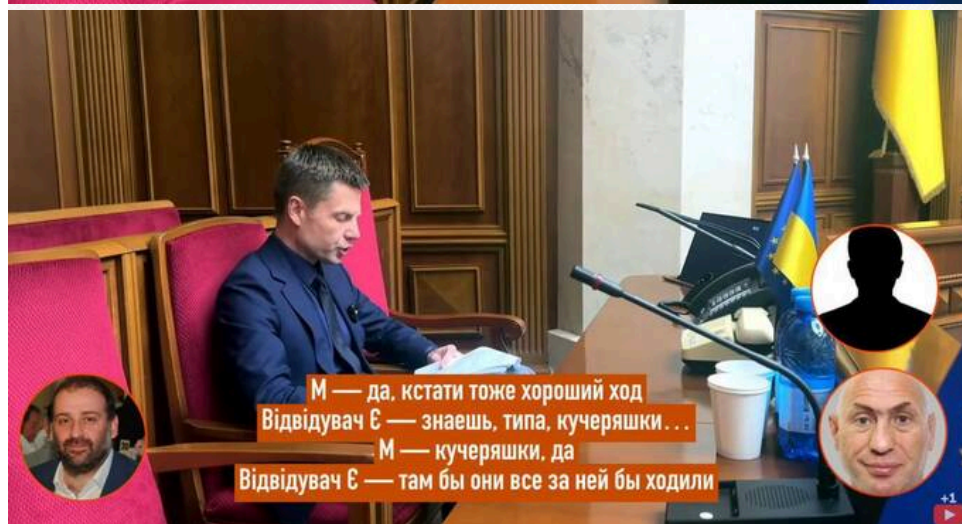 М — да, кстати тоже хороший ход
Відвідувач Є — знаешь, типа, кучеряшки...
М — кучеряшки, да
Відвідувач Є — там бы они все за ней бы ходили
+1